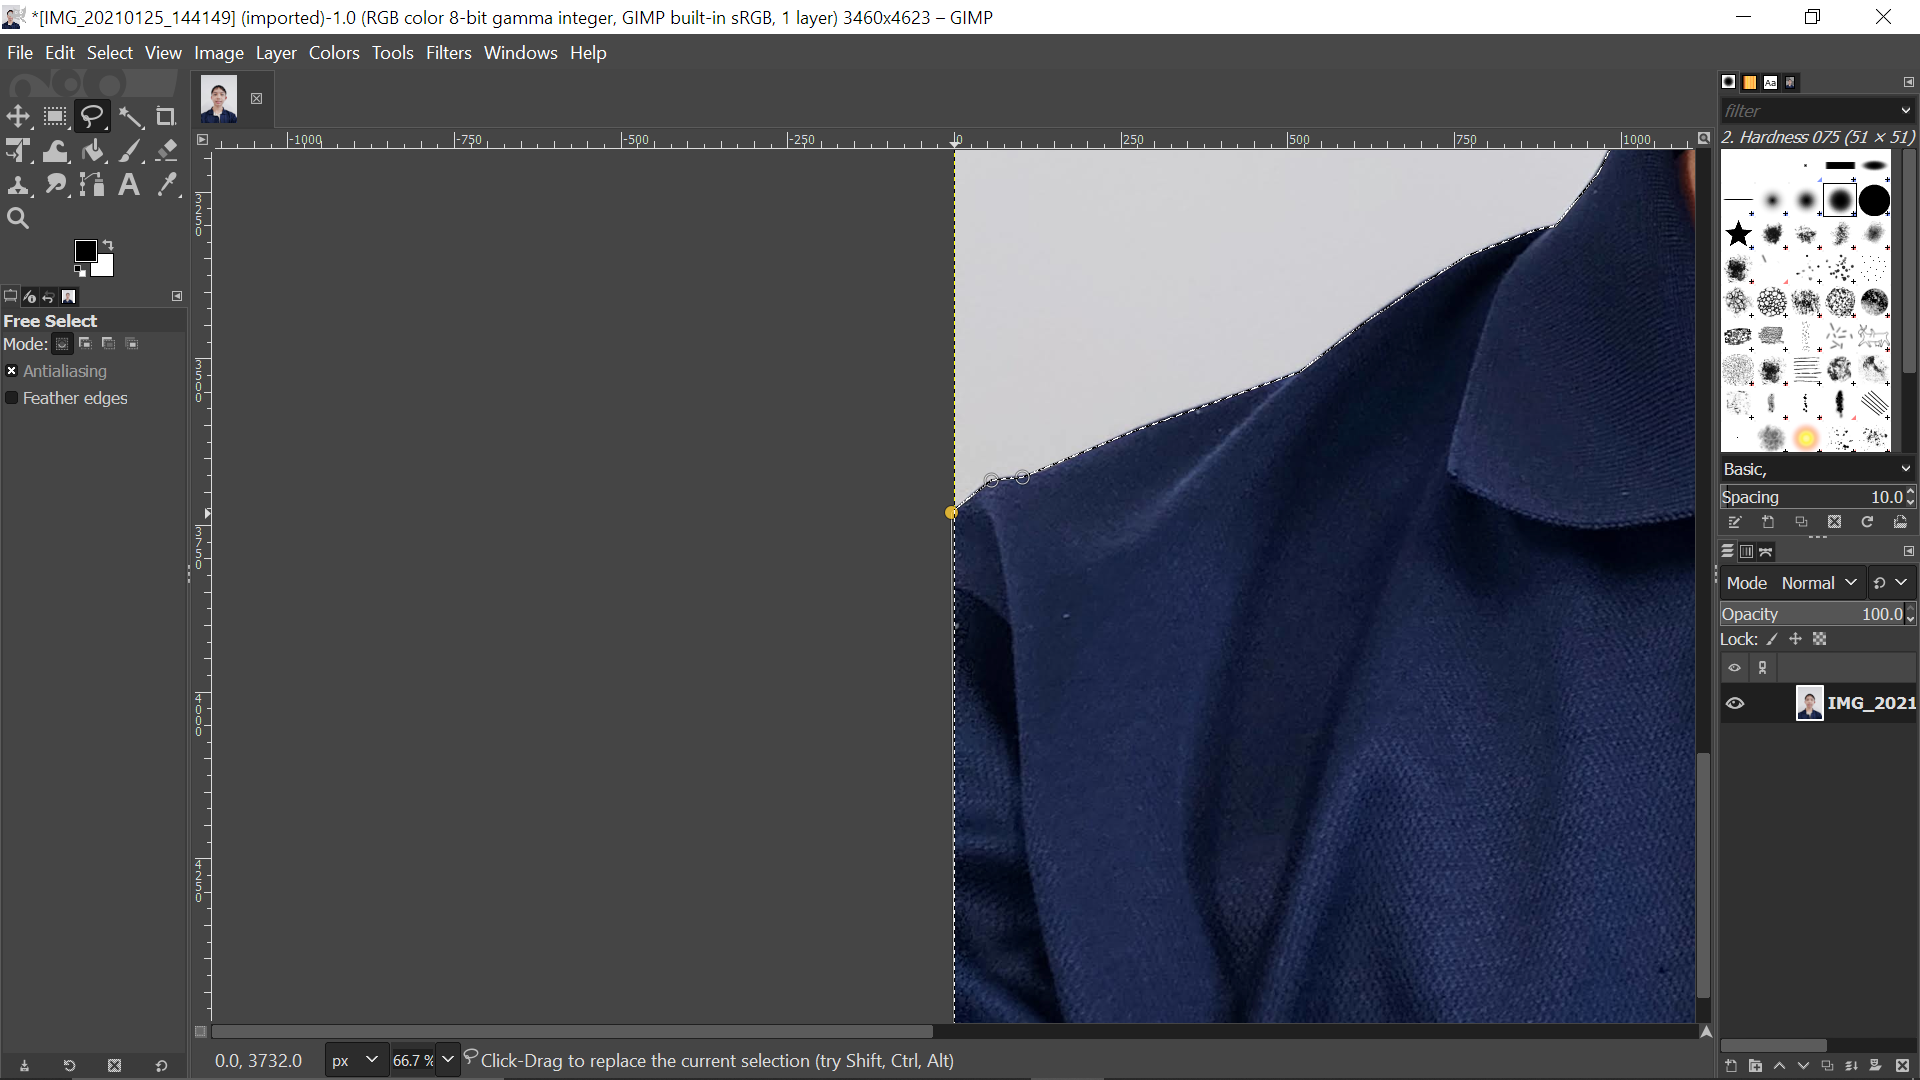 *[IMG_20210125_144149] (imported)-1.0 (RGB color 8-bit gamma integer, GIMP built-in sRGB, 1 layer) 3460x4623 – GIMP
File Edit Select View Image Layer Colors Tools Filters Windows Help
filter
-1000 -750 -500 -250 0 250 500 750 1000
2. Hardness 075 (51 × 51)
3250
3500
3750
4000
4250
Free Select
Mode:
Antialiasing
Feather edges
Basic,
Spacing 10.0
Mode Normal
Opacity 100.0
Lock:
IMG_2021
0.0, 3732.0 px 66.7 % Click-Drag to replace the current selection (try Shift, Ctrl, Alt)